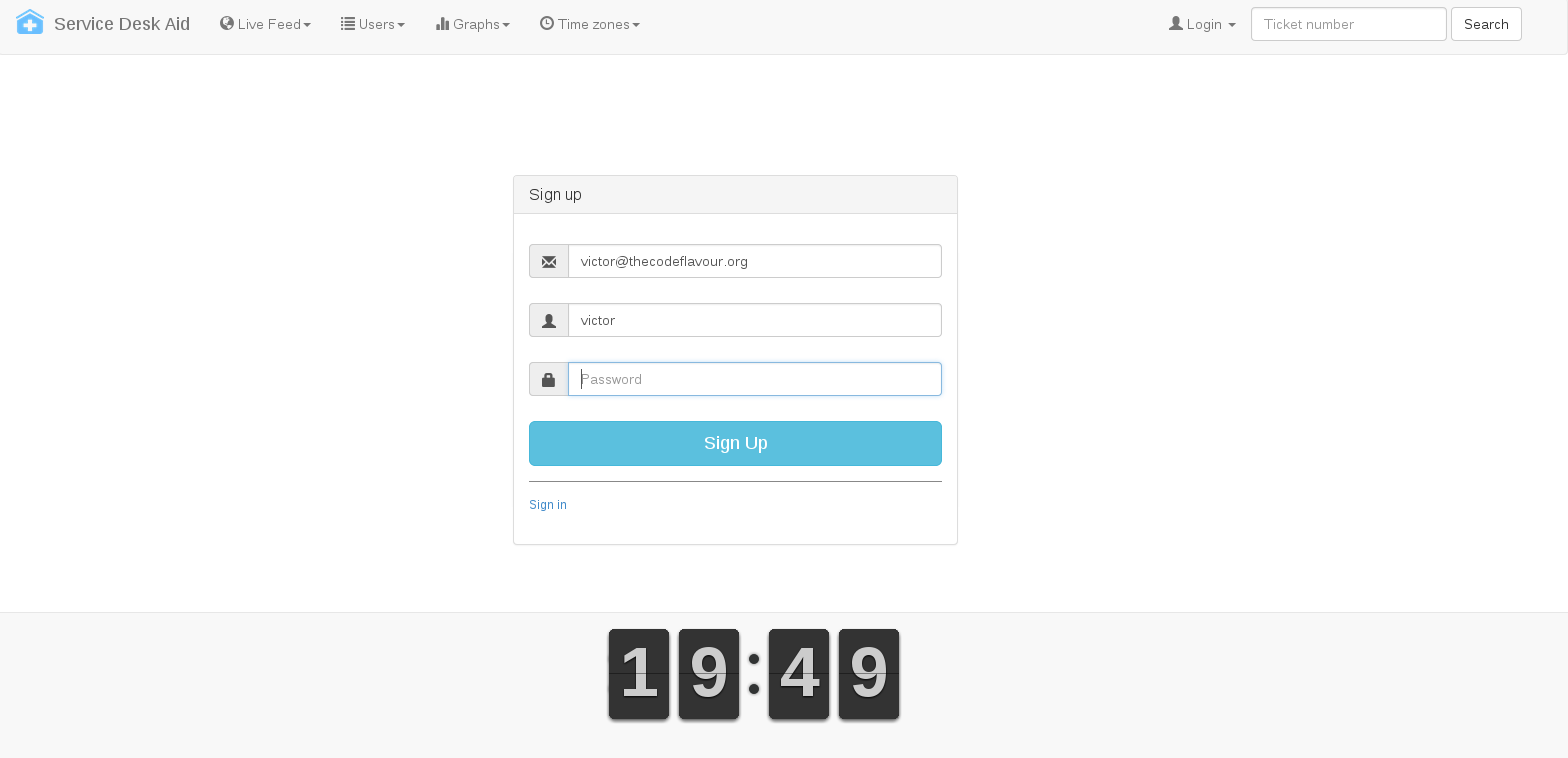 Service Desk Aid Live Feed Users Graphs Time zones Login Ticket number Search
Sign up
victor@thecodeflavour.org
victor
Password
Sign Up
Sign in
19:49